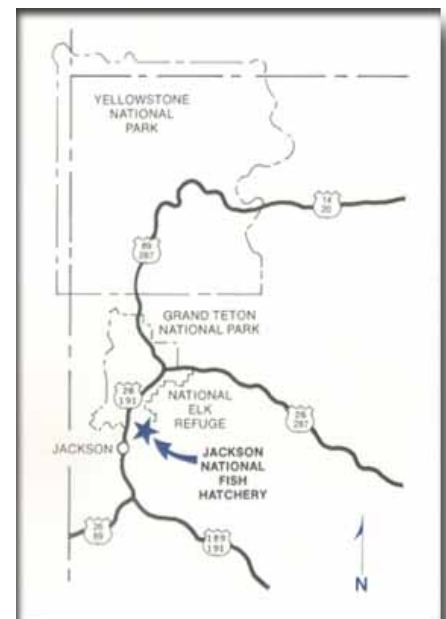 YELLOWSTONE
NATIONAL
PARK
14
20
89
287
GRAND TETON
NATIONAL PARK
26
191
NATIONAL
ELK
REFUGE
26
287
JACKSON
JACKSON
NATIONAL
FISH
HATCHERY
26
89
189
191
N